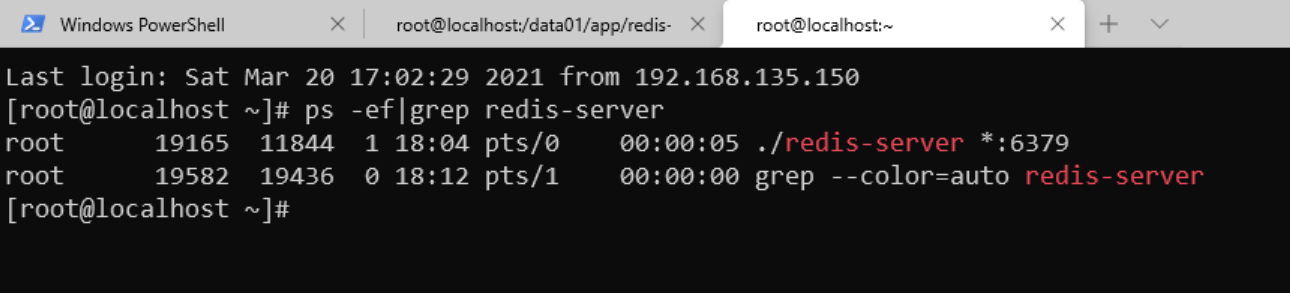 Windows PowerShell root@localhost:/data01/app/redis- root@localhost:~
Last login: Sat Mar 20 17:02:29 2021 from 192.168.135.150
[root@localhost ~]# ps -ef|grep redis-server
root      19165  11844  1 18:04 pts/0    00:00:05 ./redis-server *:6379
root      19582  19436  0 18:12 pts/1    00:00:00 grep --color=auto redis-server
[root@localhost ~]#